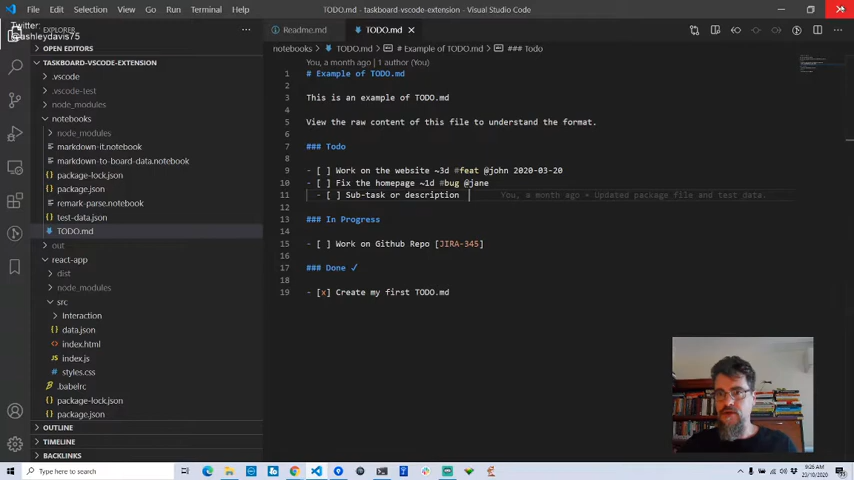 File Edit Selection View Go Run Terminal Help
TODO.md - taskboard-vscode-extension - Visual Studio Code
Twitter:
@ashleydavis75
EXPLORER
OPEN EDITORS
TASKBOARD-VSCODE-EXTENSION
.vscode
.vscode-test
node_modules
notebooks
node_modules
markdown-it.notebook
markdown-to-board-data.notebook
package-lock.json
package.json
remark-parse.notebook
test-data.json
TODO.md
out
react-app
dist
node_modules
src
Interaction
data.json
index.html
index.js
styles.css
.babelrc
package-lock.json
package.json
OUTLINE
TIMELINE
BACKLINKS
Readme.md
TODO.md
notebooks > TODO.md > # Example of TODO.md > ### Todo
You, a month ago | 1 author (You)
1 # Example of TODO.md
2
3 This is an example of TODO.md
4
5 View the raw content of this file to understand the format.
6
7 ### Todo
8
9 - [ ] Work on the website ~3d #feat @john 2020-03-20
10 - [ ] Fix the homepage ~1d #bug @jane
11 - [ ] Sub-task or description You, a month ago • Updated package file and test data.
12
13 ### In Progress
14
15 - [ ] Work on Github Repo [JIRA-345]
16
17 ### Done ✓
18
19 - [x] Create my first TODO.md
Type here to search
9:26 AM
23/10/2020